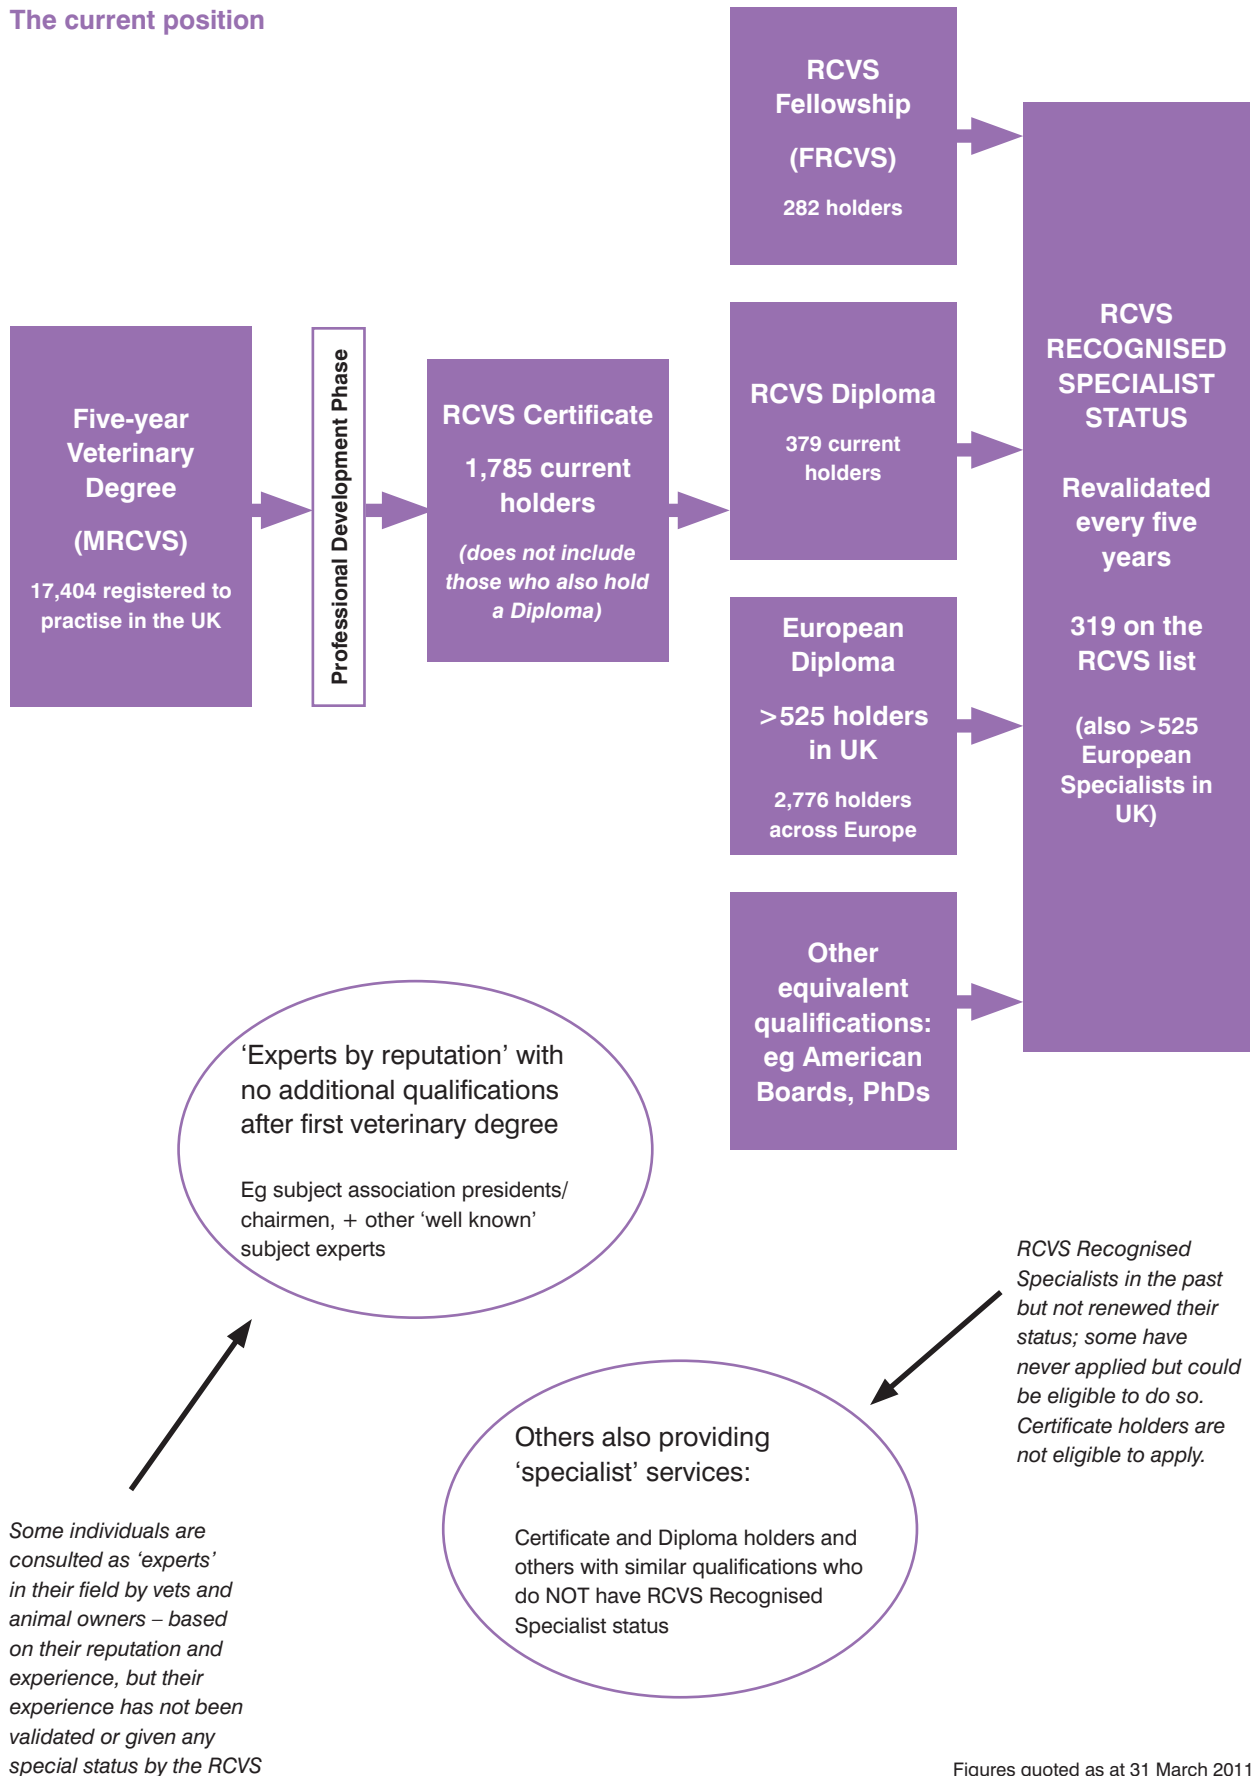 The current position
RCVS
Fellowship
(FRCVS)
282 holders
Five-year
Veterinary
Degree
(MRCVS)
17,404 registered to
practise in the UK
Professional Development Phase
RCVS Certificate
1,785 current
holders
(does not include
those who also hold
a Diploma)
RCVS Diploma
379 current
holders
European
Diploma
>525 holders
in UK
2,776 holders
across Europe
Other
equivalent
qualifications:
eg American
Boards, PhDs
RCVS
RECOGNISED
SPECIALIST
STATUS
Revalidated
every five
years
319 on the
RCVS list
(also >525
European
Specialists in
UK)
‘Experts by reputation’ with
no additional qualifications
after first veterinary degree
Eg subject association presidents/
chairmen, + other ‘well known’
subject experts
RCVS Recognised
Specialists in the past
but not renewed their
status; some have
never applied but could
be eligible to do so.
Certificate holders are
not eligible to apply.
Others also providing
‘specialist’ services:
Certificate and Diploma holders and
others with similar qualifications who
do NOT have RCVS Recognised
Specialist status
Some individuals are
consulted as ‘experts’
in their field by vets and
animal owners – based
on their reputation and
experience, but their
experience has not been
validated or given any
special status by the RCVS
Figures quoted as at 31 March 2011